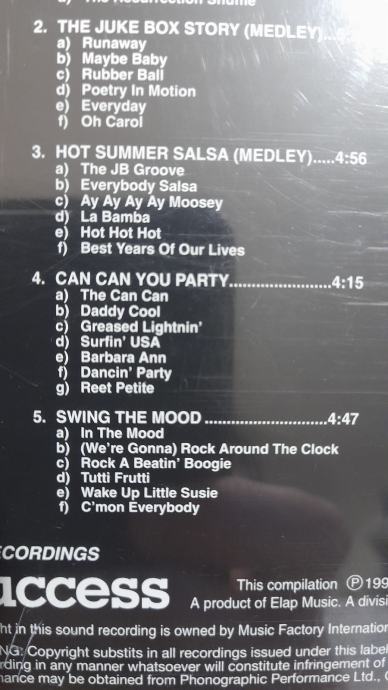 2. THE JUKE BOX STORY (MEDLEY)...
a) Runaway
b) Maybe Baby
c) Rubber Ball
d) Poetry In Motion
e) Everyday
f) Oh Carol
3. HOT SUMMER SALSA (MEDLEY).....4:56
a) The JB Groove
b) Everybody Salsa
c) Ay Ay Ay Ay Moosey
d) La Bamba
e) Hot Hot Hot
f) Best Years Of Our Lives
4. CAN CAN YOU PARTY.......................4:15
a) The Can Can
b) Daddy Cool
c) Greased Lightnin'
d) Surfin' USA
e) Barbara Ann
f) Dancin' Party
g) Reet Petite
5. SWING THE MOOD ............................4:47
a) In The Mood
b) (We're Gonna) Rock Around The Clock
c) Rock A Beatin' Boogie
d) Tutti Frutti
e) Wake Up Little Susie
f) C'mon Everybody
ECORDINGS
access
This compilation ℗ 199
A product of Elap Music. A divisi
ht in this sound recording is owned by Music Factory Internation
NG: Copyright substits in all recordings issued under this label
rding in any manner whatsoever will constitute infringement of
nance may be obtained from Phonographic Performance Ltd.,